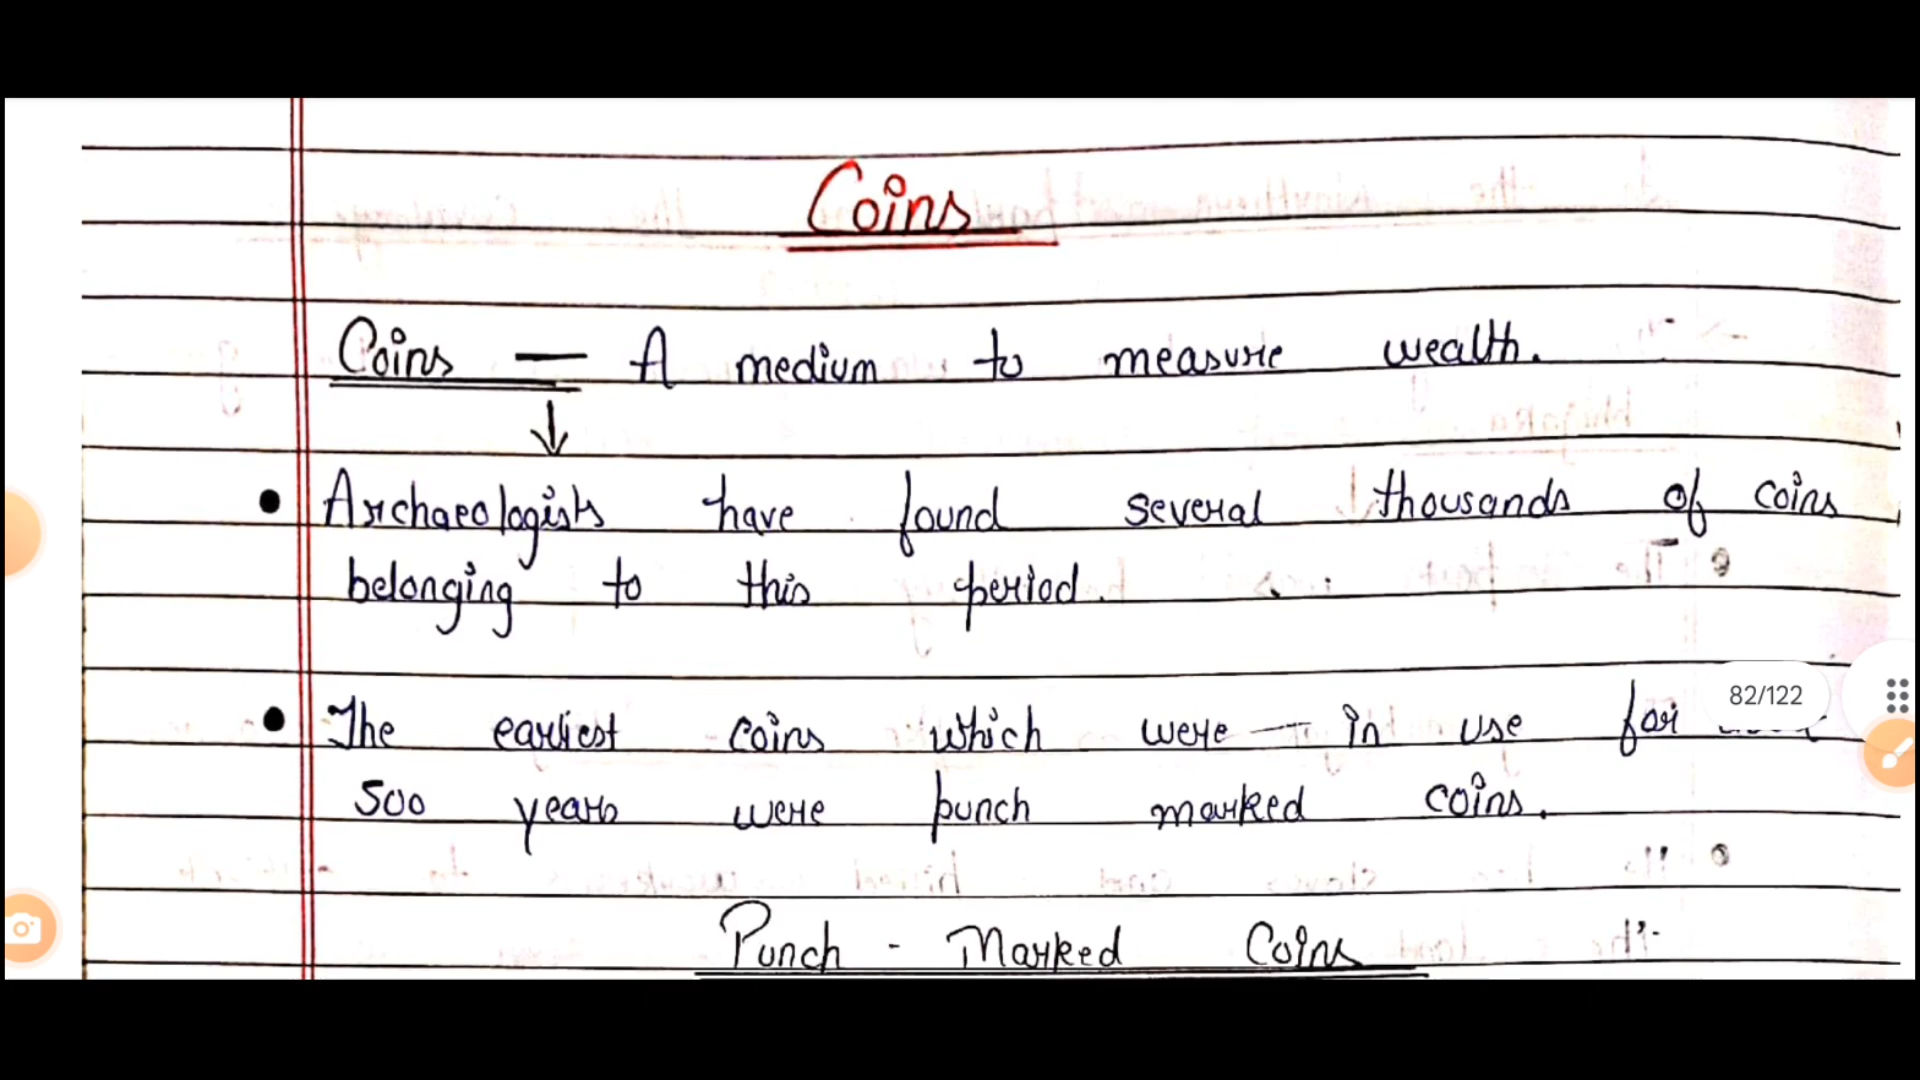 Coins
Coins — A medium to measure wealth.
↓
• Archaeologists have found several thousands of coins
belonging to this period.
82/122
• The earliest coins which were — in use for
500 years were punch marked coins.
Punch - Marked Coins